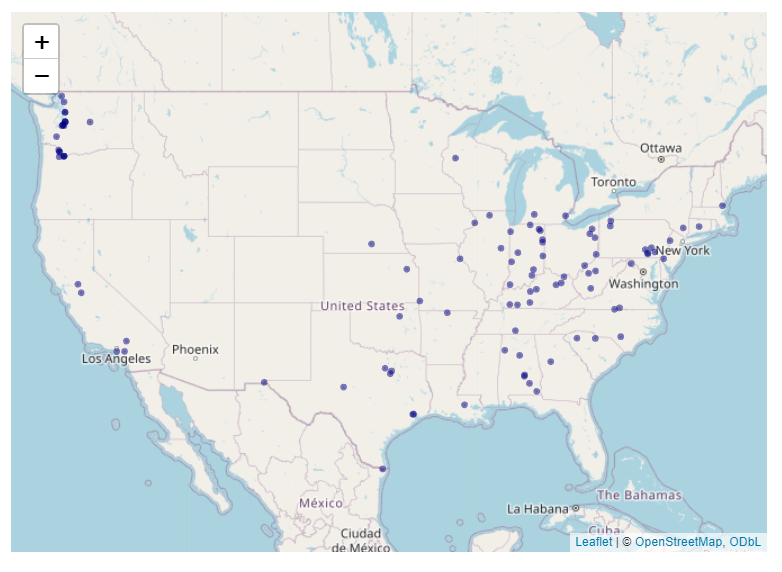 +
−
Ottawa
Toronto
New York
Washington
United States
Phoenix
Los Angeles
The Bahamas
México
La Habana
Cuba
Ciudad
de México
Leaflet | © OpenStreetMap, ODbL